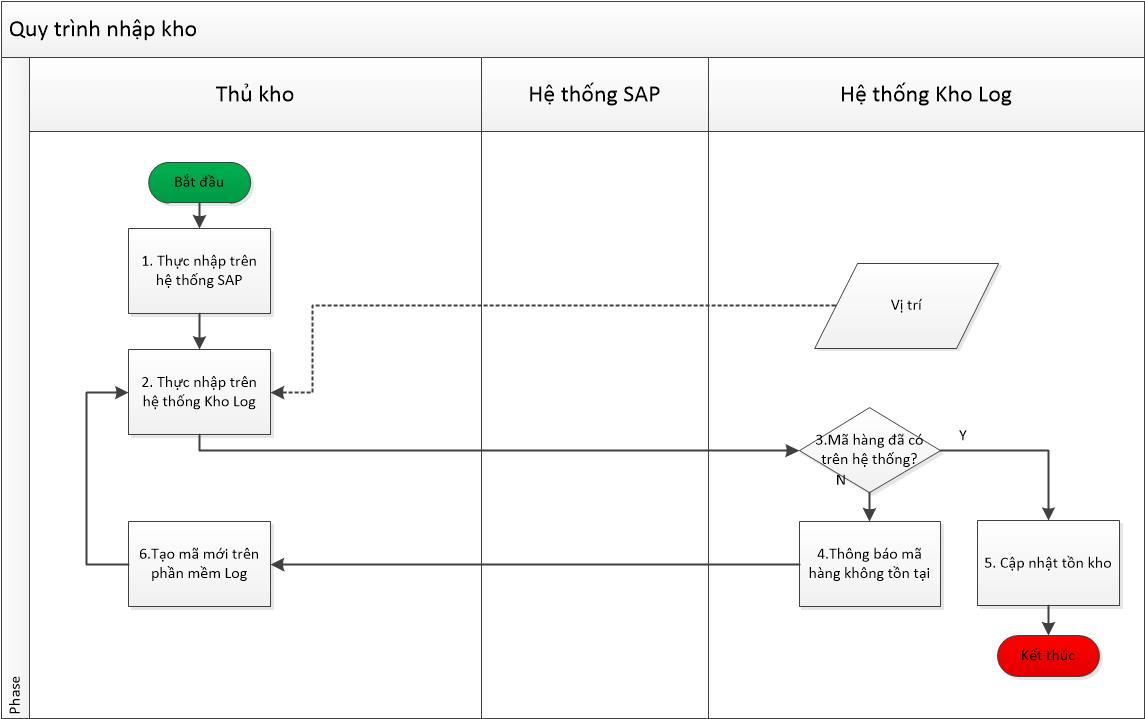 Quy trình nhập kho
Thủ kho
Hệ thống SAP
Hệ thống Kho Log
Bắt đầu
1. Thực nhập trên
hệ thống SAP
Vị trí
2. Thực nhập trên
hệ thống Kho Log
3.Mã hàng đã có
trên hệ thống?
Y
N
6.Tạo mã mới trên
phần mềm Log
4.Thông báo mã
hàng không tồn tại
5. Cập nhật tồn kho
Kết thúc
Phase